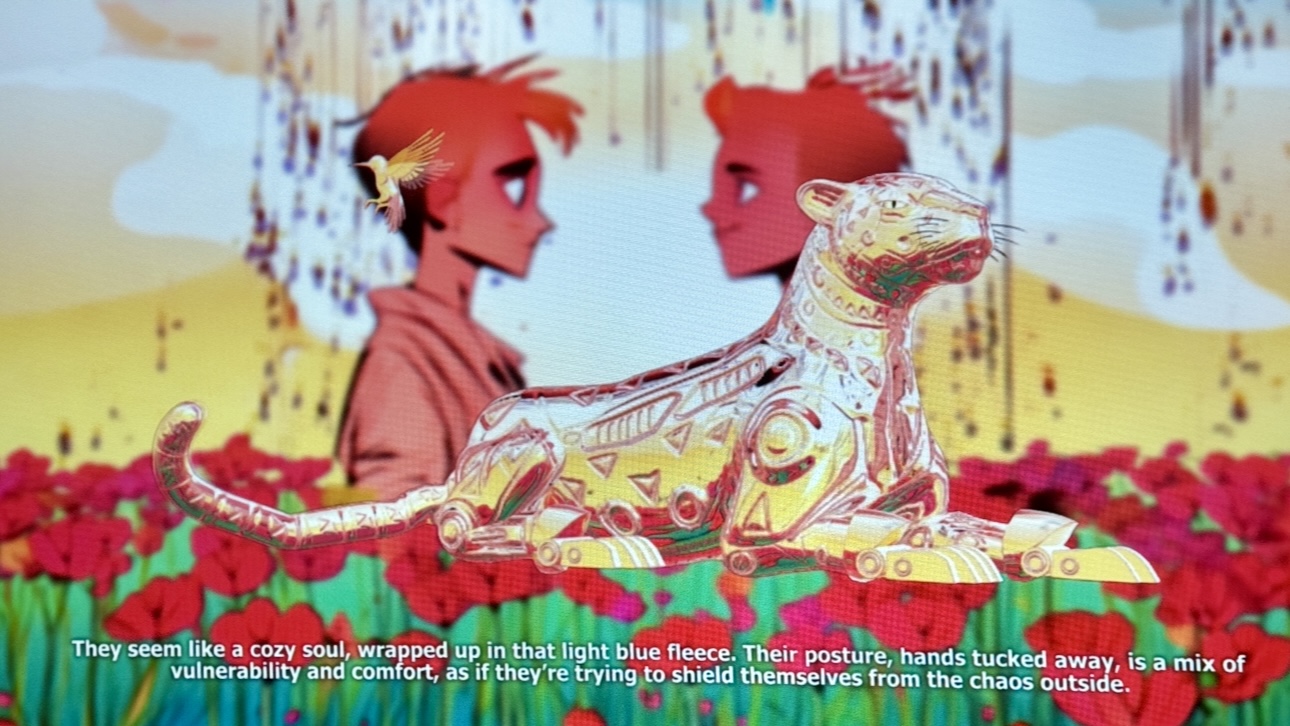 They seem like a cozy soul, wrapped up in that light blue fleece. Their posture, hands tucked away, is a mix of
vulnerability and comfort, as if they're trying to shield themselves from the chaos outside.